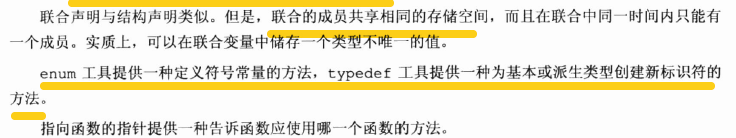 联合声明与结构声明类似。但是，联合的成员共享相同的存储空间，而且在联合中同一时间内只能有
一个成员。实质上，可以在联合变量中储存一个类型不唯一的值。
enum 工具提供一种定义符号常量的方法，typedef 工具提供一种为基本或派生类型创建新标识符的
方法。
指向函数的指针提供一种告诉函数应使用哪一个函数的方法。